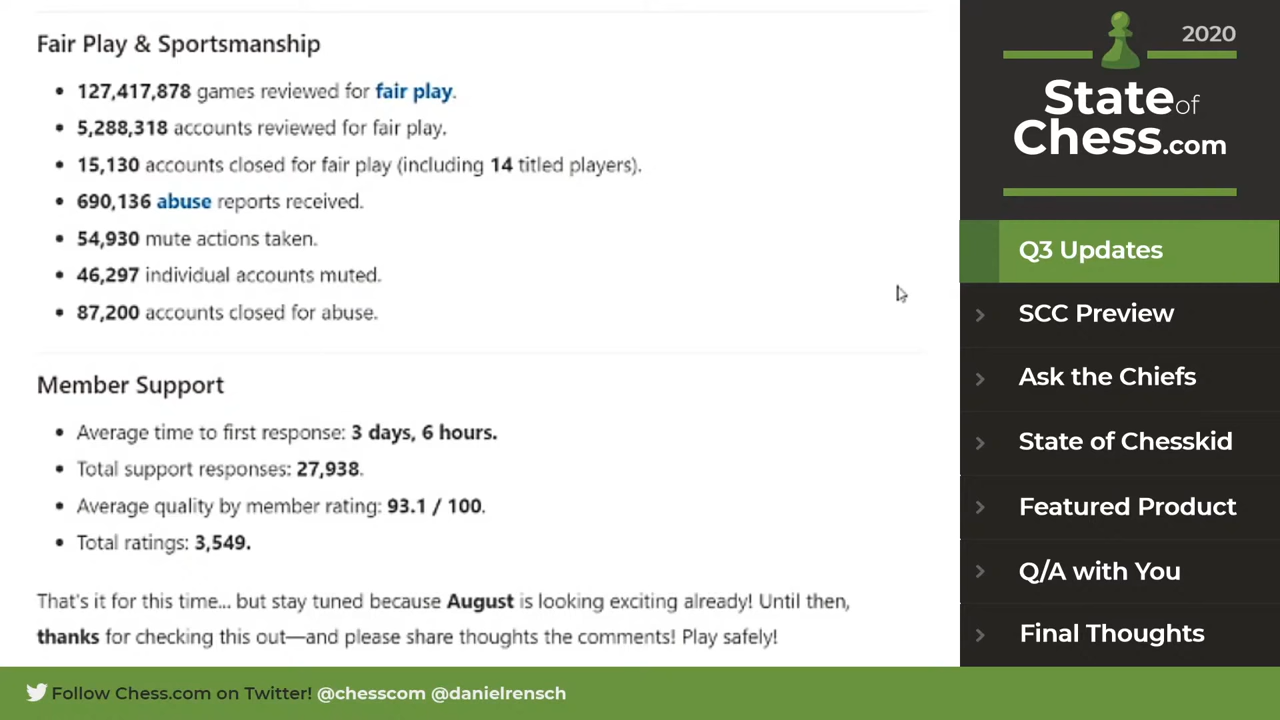 Fair Play & Sportsmanship
127,417,878 games reviewed for fair play.
5,288,318 accounts reviewed for fair play.
15,130 accounts closed for fair play (including 14 titled players).
690,136 abuse reports received.
54,930 mute actions taken.
46,297 individual accounts muted.
87,200 accounts closed for abuse.
Member Support
Average time to first response: 3 days, 6 hours.
Total support responses: 27,938.
Average quality by member rating: 93.1 / 100.
Total ratings: 3,549.
That's it for this time... but stay tuned because August is looking exciting already! Until then,
thanks for checking this out—and please share thoughts the comments! Play safely!
2020
State of
Chess.com
Q3 Updates
SCC Preview
Ask the Chiefs
State of Chesskid
Featured Product
Q/A with You
Final Thoughts
Follow Chess.com on Twitter! @chesscom @danielrensch